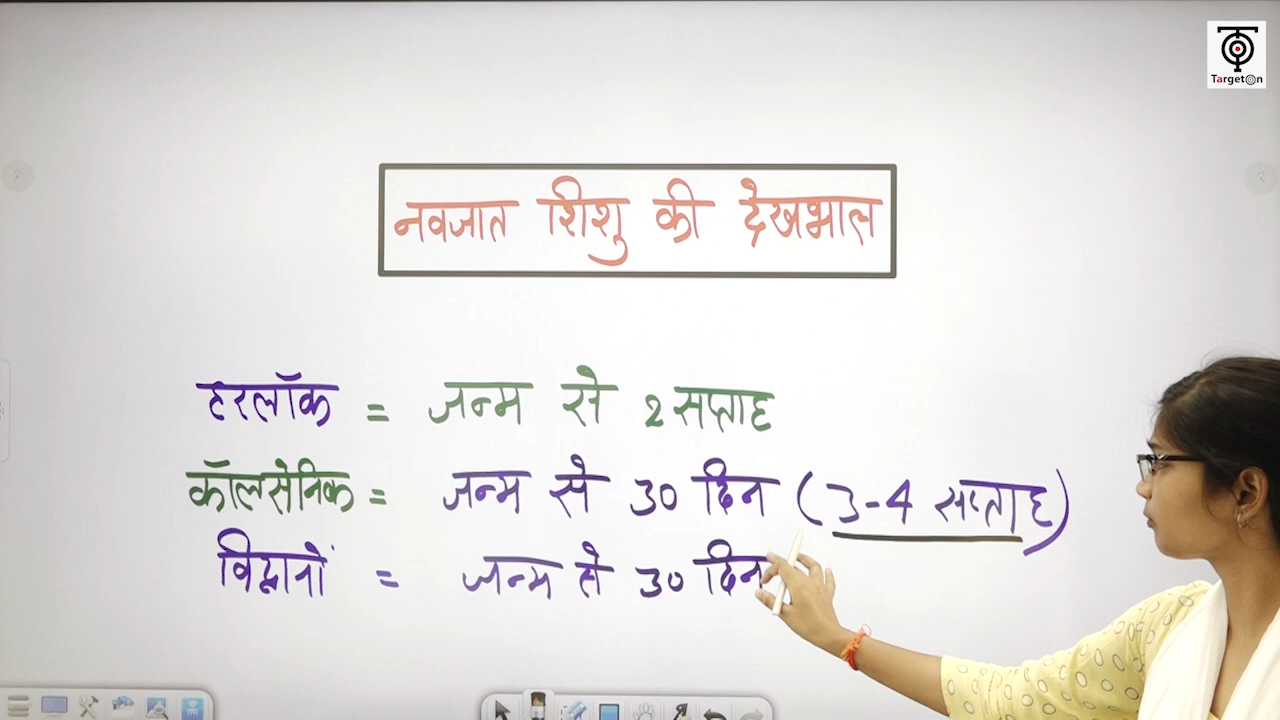 TargetOn
नवजात शिशु की देखभाल
हरलॉक = जन्म से 2 सप्ताह
कॉलसेनिक = जन्म से 30 दिन (3-4 सप्ताह)
विद्वानों = जन्म से 30 दिन